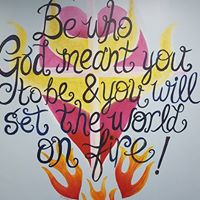 Be who
God meant you
to be & you will
set the world
on fire!